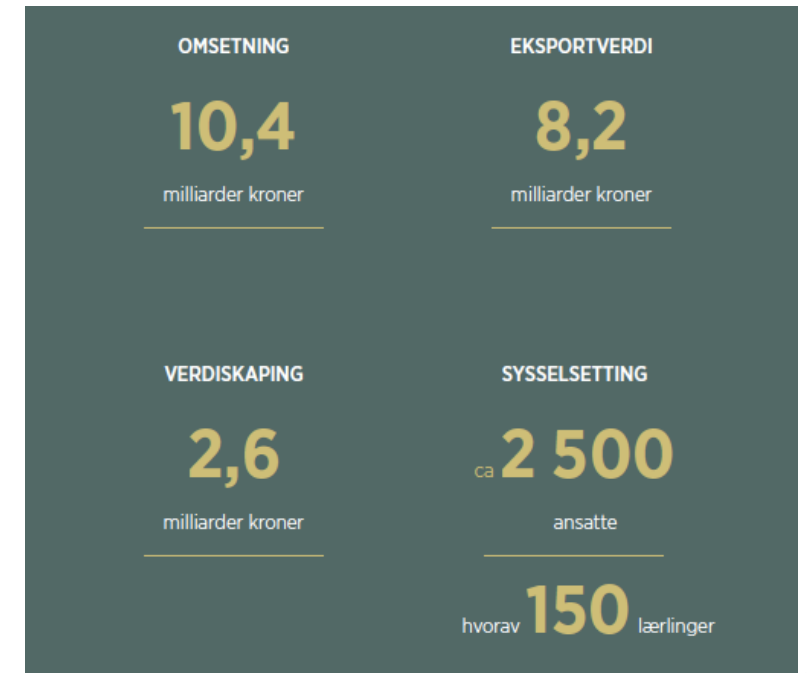 OMSETNING
10,4
milliarder kroner
EKSPORTVERDI
8,2
milliarder kroner
VERDISKAPING
2,6
milliarder kroner
SYSSELSETTING
ca 2 500
ansatte
hvorav 150 lærlinger